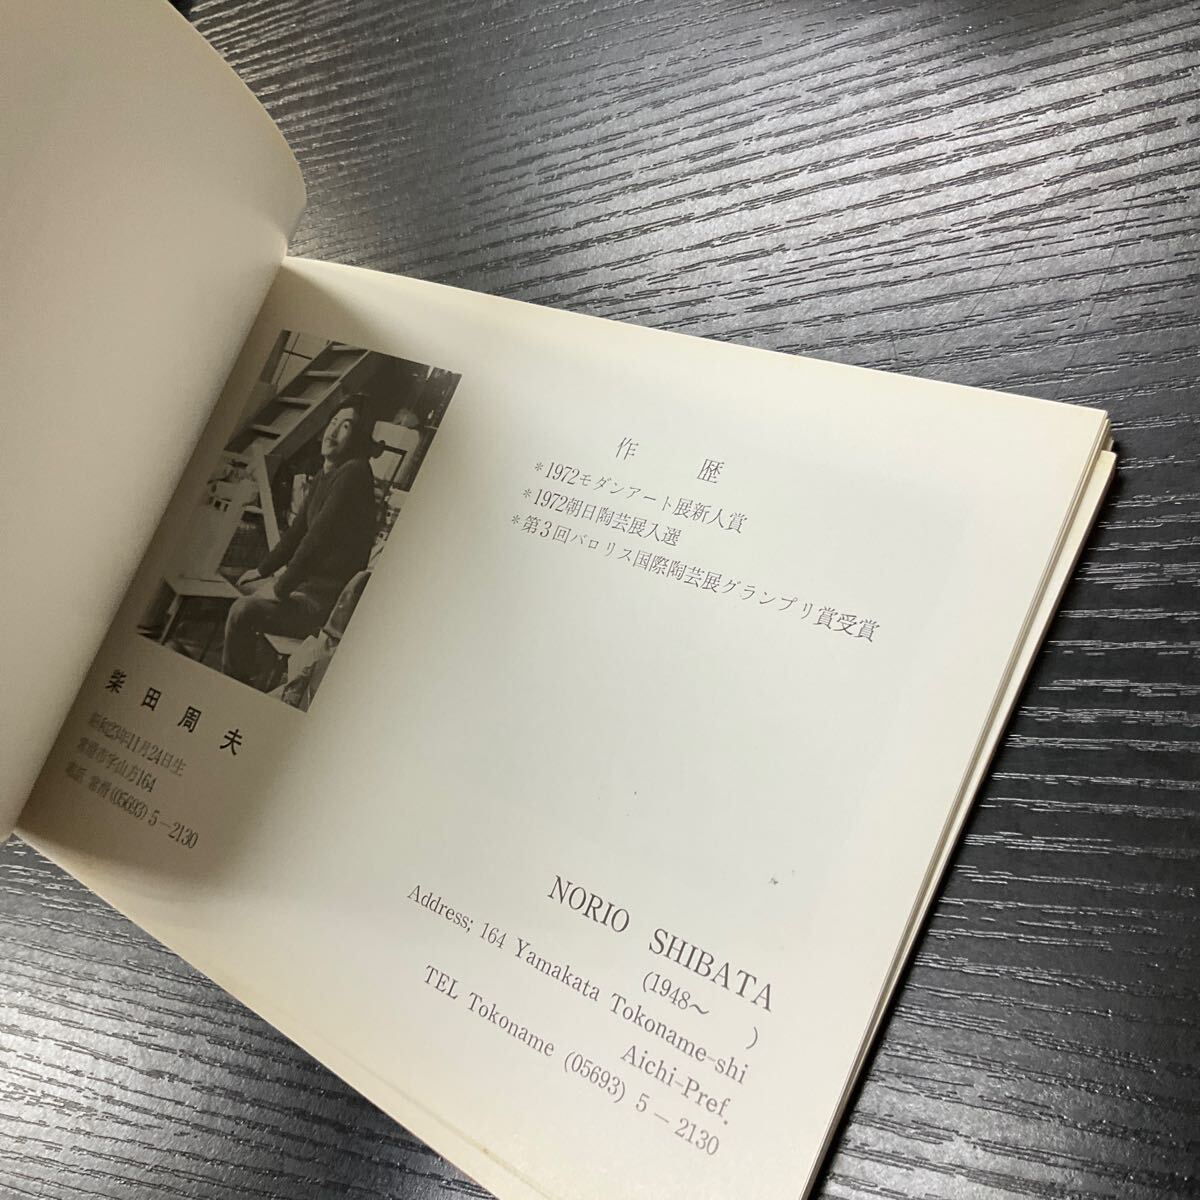 作歴
*1972モダンアート展新人賞
*1972朝日陶芸展入選
*第3回バロリス国際陶芸展グランプリ賞受賞
柴田周夫
昭和23年11月24日生
常滑市字山方164
電話 常滑(05693)5-2130
NORIO SHIBATA
(1948〜 )
Address; 164 Yamakata Tokoname-shi
Aichi-Pref.
TEL Tokoname (05693) 5-2130